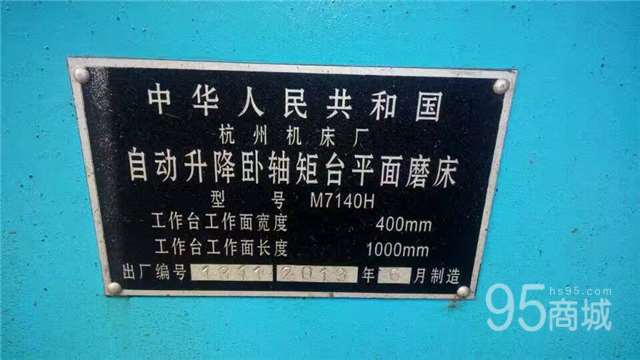 中华人民共和国
杭州机床厂
自动升降卧轴矩台平面磨床
型 号 M7140H
工作台工作面宽度 400mm
工作台工作面长度 1000mm
出厂编号 年 月制造
hs95.com
95商城